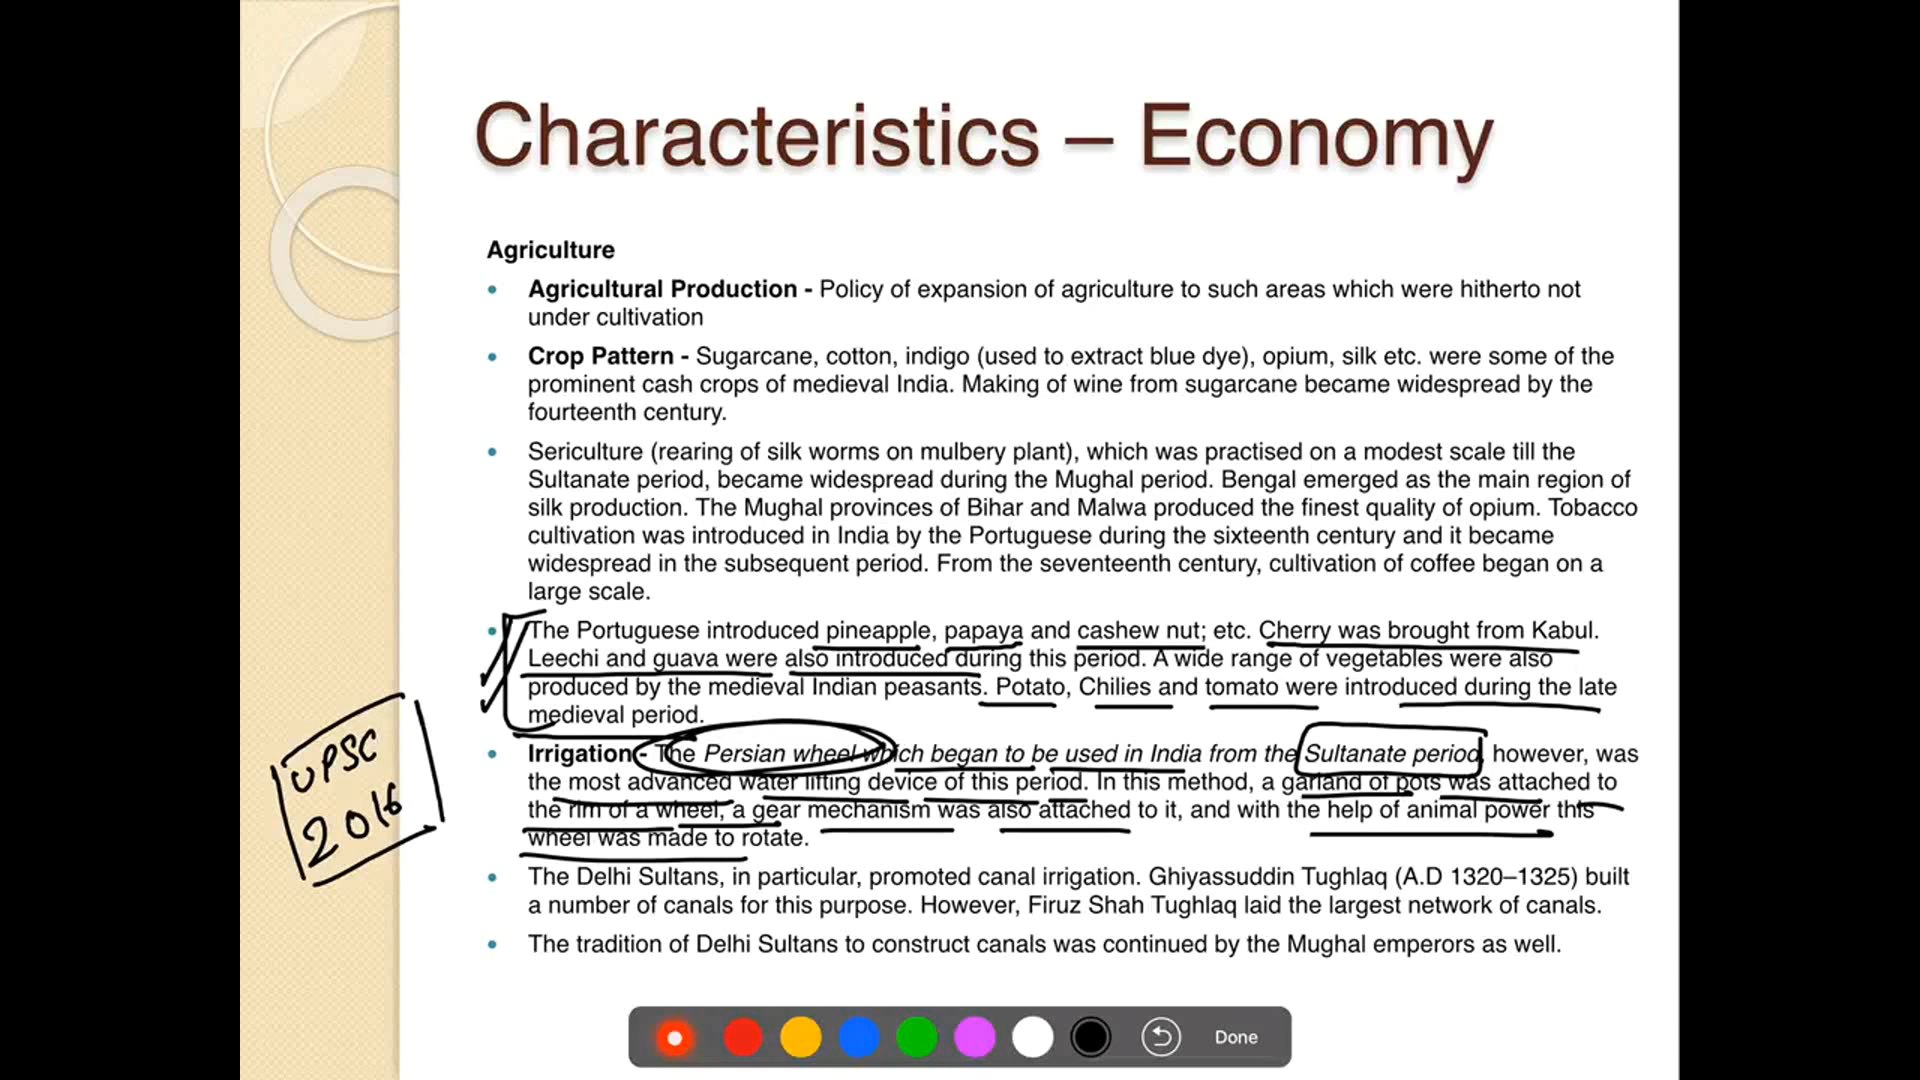 Characteristics – Economy
Agriculture
• Agricultural Production - Policy of expansion of agriculture to such areas which were hitherto not
under cultivation
• Crop Pattern - Sugarcane, cotton, indigo (used to extract blue dye), opium, silk etc. were some of the
prominent cash crops of medieval India. Making of wine from sugarcane became widespread by the
fourteenth century.
• Sericulture (rearing of silk worms on mulbery plant), which was practised on a modest scale till the
Sultanate period, became widespread during the Mughal period. Bengal emerged as the main region of
silk production. The Mughal provinces of Bihar and Malwa produced the finest quality of opium. Tobacco
cultivation was introduced in India by the Portuguese during the sixteenth century and it became
widespread in the subsequent period. From the seventeenth century, cultivation of coffee began on a
large scale.
• The Portuguese introduced pineapple, papaya and cashew nut; etc. Cherry was brought from Kabul.
Leechi and guava were also introduced during this period. A wide range of vegetables were also
produced by the medieval Indian peasants. Potato, Chilies and tomato were introduced during the late
medieval period.
• Irrigation - The Persian wheel which began to be used in India from the Sultanate period, however, was
the most advanced water lifting device of this period. In this method, a garland of pots was attached to
the rim of a wheel, a gear mechanism was also attached to it, and with the help of animal power this
wheel was made to rotate.
• The Delhi Sultans, in particular, promoted canal irrigation. Ghiyassuddin Tughlaq (A.D 1320–1325) built
a number of canals for this purpose. However, Firuz Shah Tughlaq laid the largest network of canals.
• The tradition of Delhi Sultans to construct canals was continued by the Mughal emperors as well.
UPSC
2016
Done